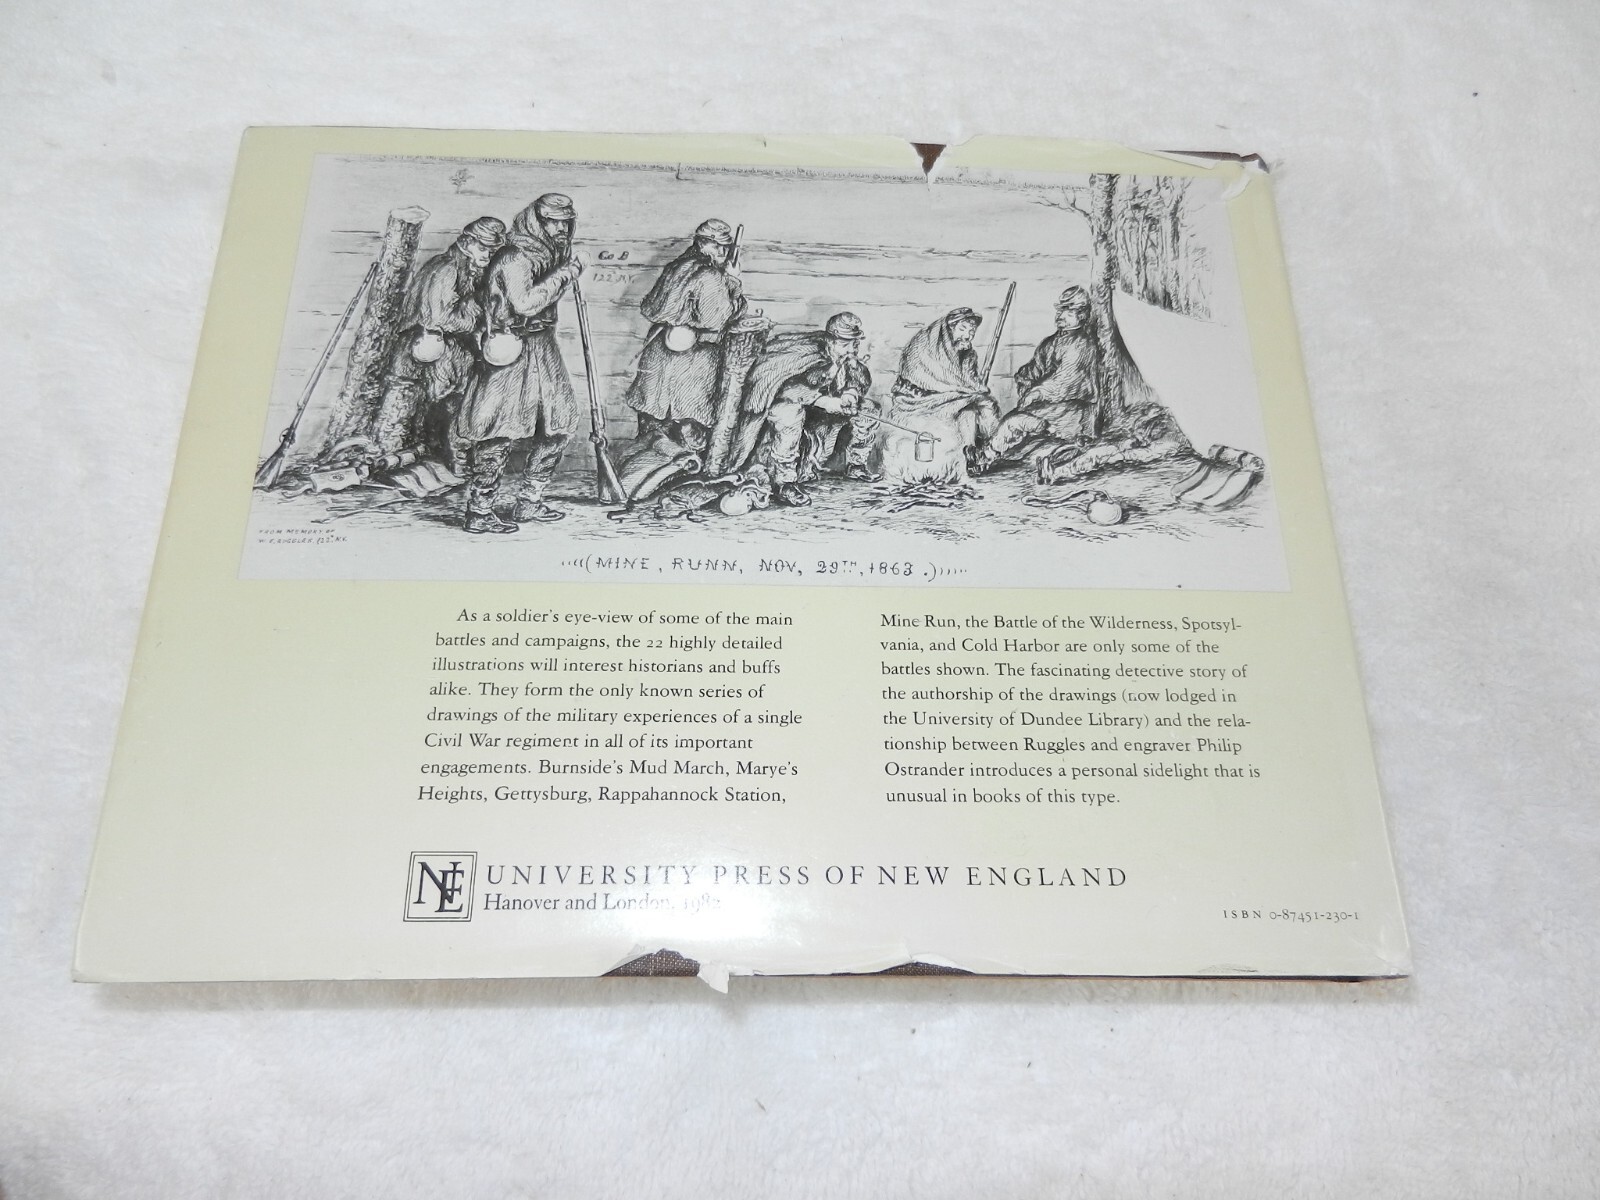 Co B
122 N.Y.
FROM MEMORY OF
W. E. RUGGLES, 122ⁿ N.Y.
(MINE, RUNN, NOV, 29TH, 1863.)
As a soldier's eye-view of some of the main
battles and campaigns, the 22 highly detailed
illustrations will interest historians and buffs
alike. They form the only known series of
drawings of the military experiences of a single
Civil War regiment in all of its important
engagements. Burnside's Mud March, Marye's
Heights, Gettysburg, Rappahannock Station,
Mine Run, the Battle of the Wilderness, Spotsyl-
vania, and Cold Harbor are only some of the
battles shown. The fascinating detective story of
the authorship of the drawings (now lodged in
the University of Dundee Library) and the rela-
tionship between Ruggles and engraver Philip
Ostrander introduces a personal sidelight that is
unusual in books of this type.
NE UNIVERSITY PRESS OF NEW ENGLAND
Hanover and London, 1982
ISBN 0-87451-230-1